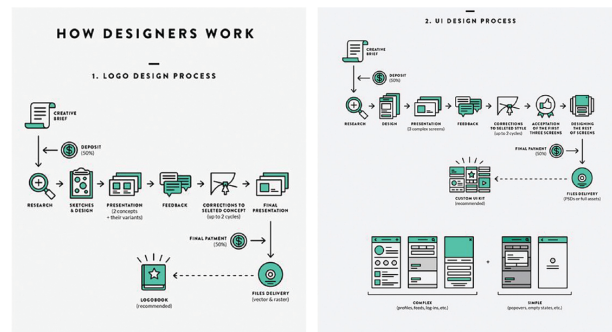 HOW DESIGNERS WORK
1. LOGO DESIGN PROCESS
CREATIVE
BRIEF
DEPOSIT
(50%)
RESEARCH
SKETCHES
& DESIGN
PRESENTATION
(2 concepts
+ their variants)
FEEDBACK
CORRECTIONS
TO SELETED CONCEPT
(up to 2 cycles)
FINAL
PRESENTATION
FINAL PAYMENT
(50%)
LOGOBOOK
(recommended)
FILES DELIVERY
(vector & raster)
2. UI DESIGN PROCESS
CREATIVE
BRIEF
DEPOSIT
(50%)
RESEARCH
DESIGN
PRESENTATION
(3 complex screens)
FEEDBACK
CORRECTIONS
TO SELETED STYLE
(up to 2 cycles)
ACCEPTATION
OF THE FIRST
THREE SCREENS
DESIGNING
THE REST
OF SCREENS
FINAL PAYMENT
(50%)
CUSTOM UI KIT
(recommended)
FILES DELIVERY
(PSDs or full assets)
+
COMPLEX
(profiles, feeds, log-ins, etc.)
SIMPLE
(popovers, empty states, etc.)